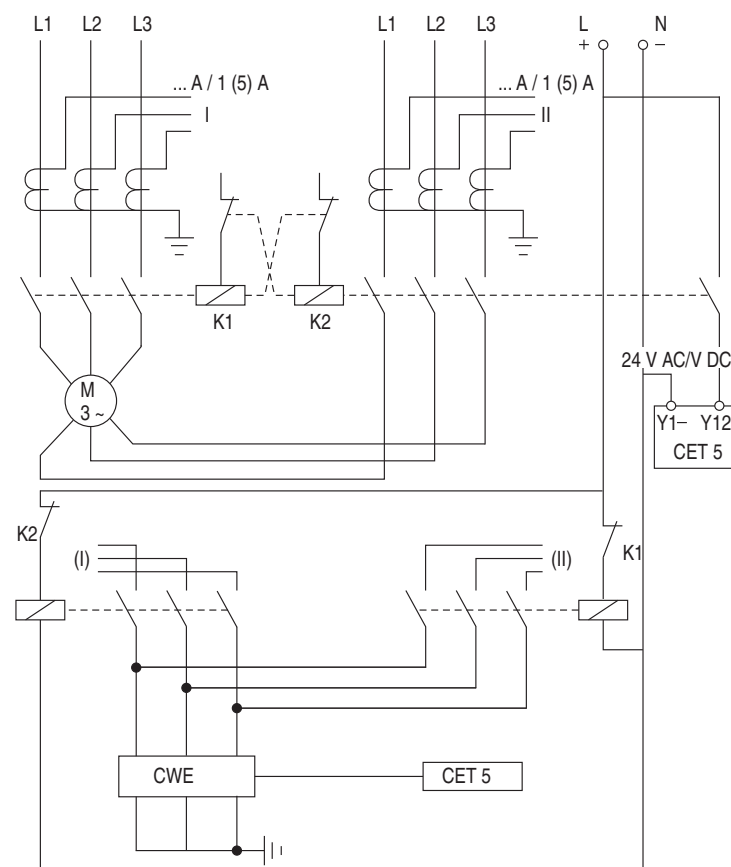 L1 L2 L3 L1 L2 L3 L N
+ –
... A / 1 (5) A ... A / 1 (5) A
I II
K1 K2
M
3 ~
24 V AC/V DC
Y1– Y12
CET 5
K2 K1
(I) (II)
CWE CET 5